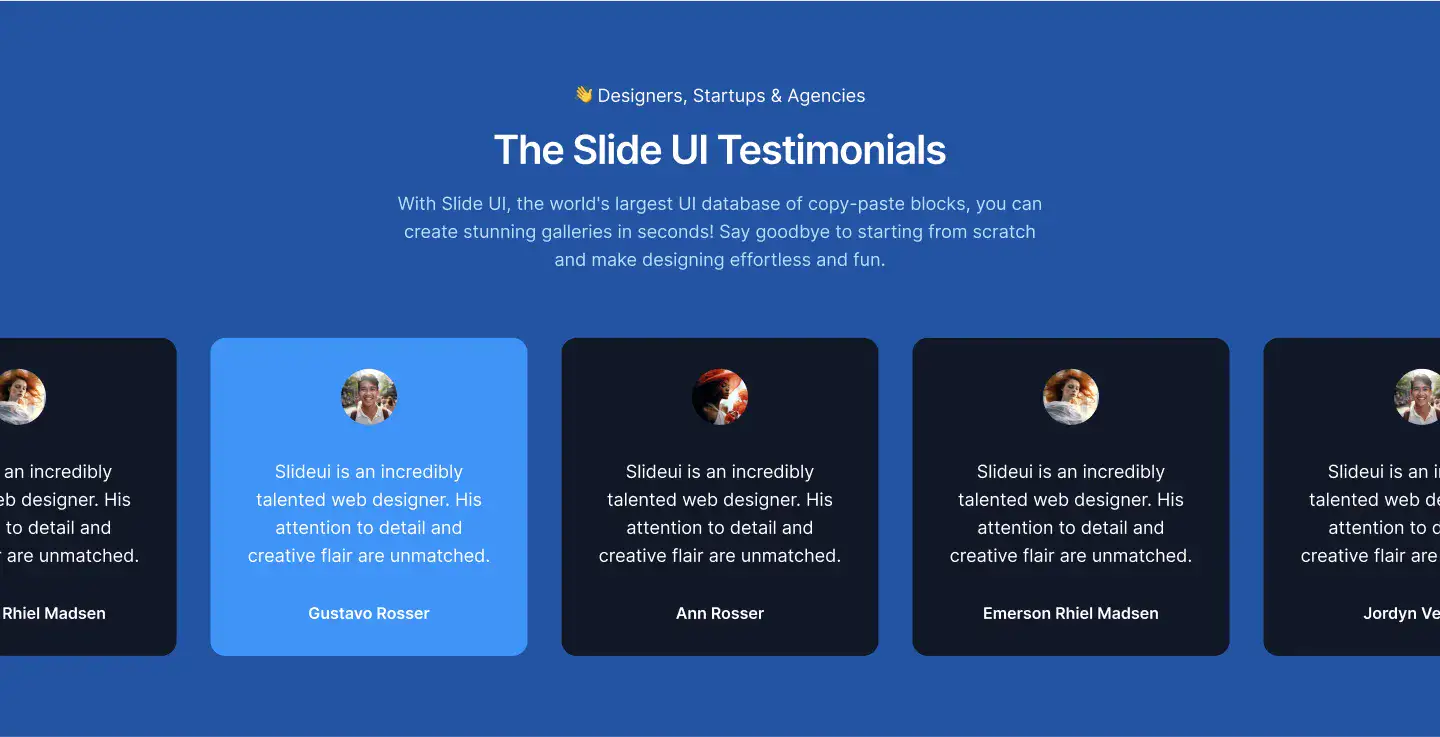 👋 Designers, Startups & Agencies
The Slide UI Testimonials
With Slide UI, the world's largest UI database of copy-paste blocks, you can
create stunning galleries in seconds! Say goodbye to starting from scratch
and make designing effortless and fun.
an incredibly
eb designer. His
to detail and
r are unmatched.
Rhiel Madsen
Slideui is an incredibly
talented web designer. His
attention to detail and
creative flair are unmatched.
Gustavo Rosser
Slideui is an incredibly
talented web designer. His
attention to detail and
creative flair are unmatched.
Ann Rosser
Slideui is an incredibly
talented web designer. His
attention to detail and
creative flair are unmatched.
Emerson Rhiel Madsen
Slideui is an i
talented web de
attention to d
creative flair are
Jordyn Ve